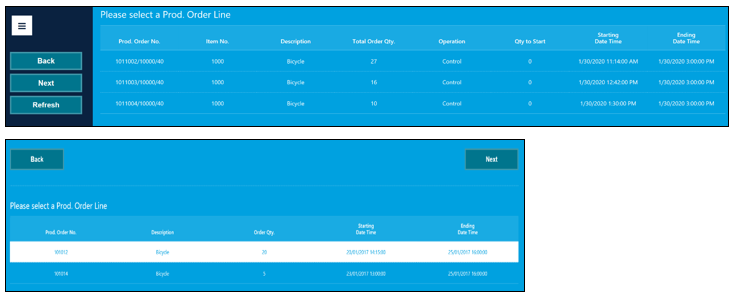 Please select a Prod. Order Line
Prod. Order No. Item No. Description Total Order Qty. Operation Qty to Start Starting Date Time Ending Date Time
Back
1011002/10000/40 1000 Bicycle 27 Control 0 1/30/2020 11:14:00 AM 1/30/2020 3:00:00 PM
Next
1011003/10000/40 1000 Bicycle 16 Control 0 1/30/2020 12:42:00 PM 1/30/2020 3:00:00 PM
Refresh
1011004/10000/40 1000 Bicycle 10 Control 0 1/30/2020 1:30:00 PM 1/30/2020 3:00:00 PM
Back Next
Please select a Prod. Order Line
Prod. Order No. Description Order Qty. Starting Date Time Ending Date Time
101012 Bicycle 20 23/01/2017 14:15:00 25/01/2017 16:00:00
101014 Bicycle 5 23/01/2017 13:00:00 25/01/2017 16:00:00